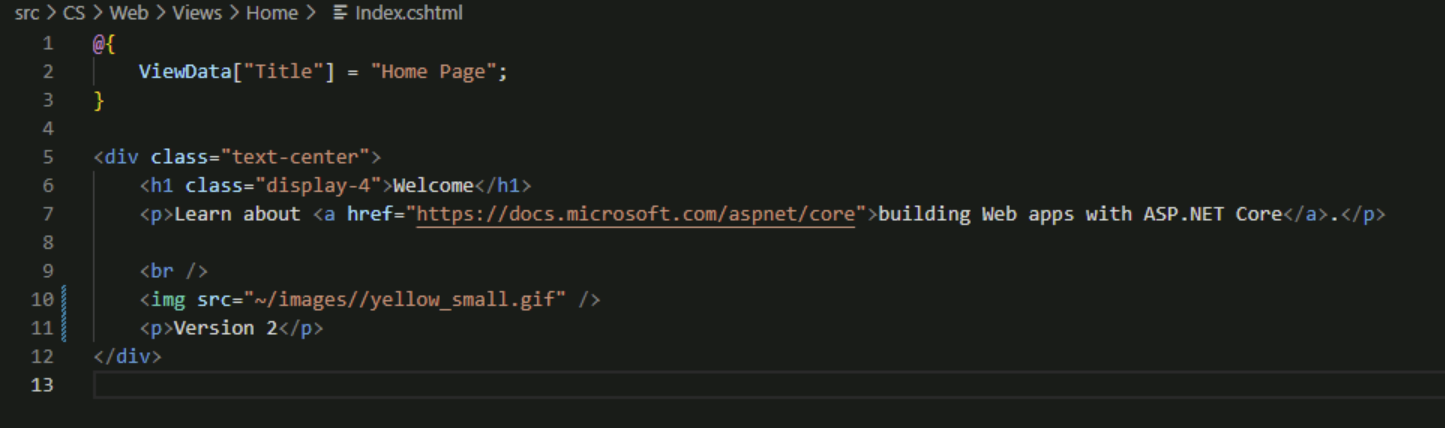 src > CS > Web > Views > Home > Index.cshtml
1 @{
2 ViewData["Title"] = "Home Page";
3 }
4
5 <div class="text-center">
6 <h1 class="display-4">Welcome</h1>
7 <p>Learn about <a href="https://docs.microsoft.com/aspnet/core">building Web apps with ASP.NET Core</a>.</p>
8
9 <br />
10 <img src="~/images//yellow_small.gif" />
11 <p>Version 2</p>
12 </div>
13